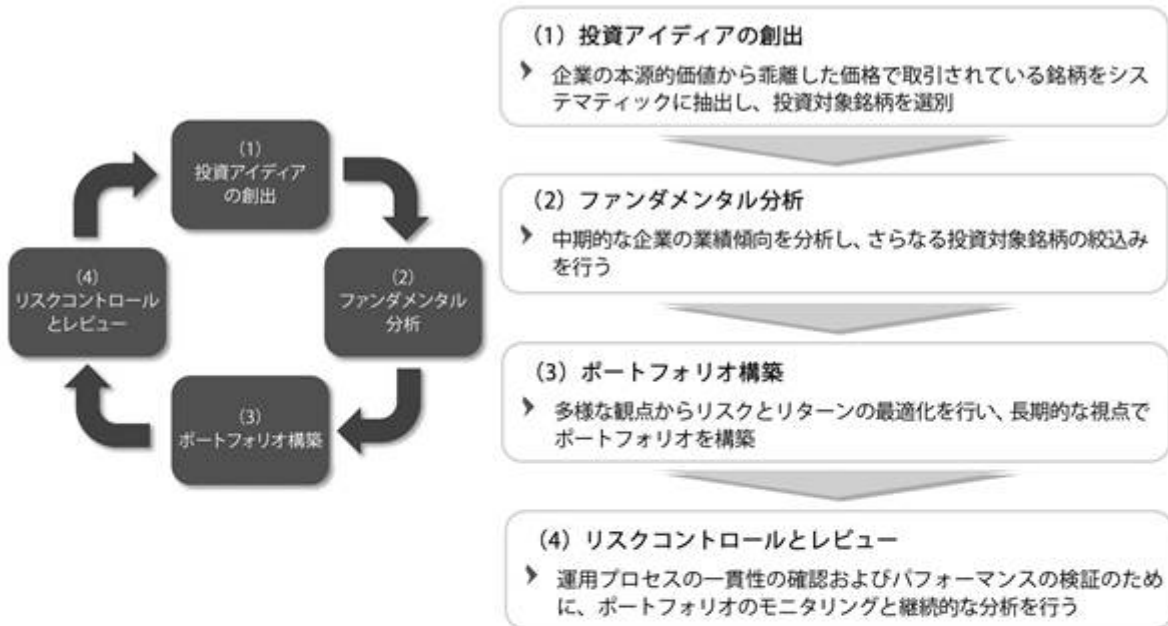 (1)
投資アイディア
の創出
(2)
ファンダメンタル
分析
(3)
ポートフォリオ構築
(4)
リスクコントロール
とレビュー
(1) 投資アイディアの創出
企業の本源的価値から乖離した価格で取引されている銘柄をシス
テマティックに抽出し、投資対象銘柄を選別
(2) ファンダメンタル分析
中期的な企業の業績傾向を分析し、さらなる投資対象銘柄の絞込み
を行う
(3) ポートフォリオ構築
多様な観点からリスクとリターンの最適化を行い、長期的な視点で
ポートフォリオを構築
(4) リスクコントロールとレビュー
運用プロセスの一貫性の確認およびパフォーマンスの検証のため
に、ポートフォリオのモニタリングと継続的な分析を行う